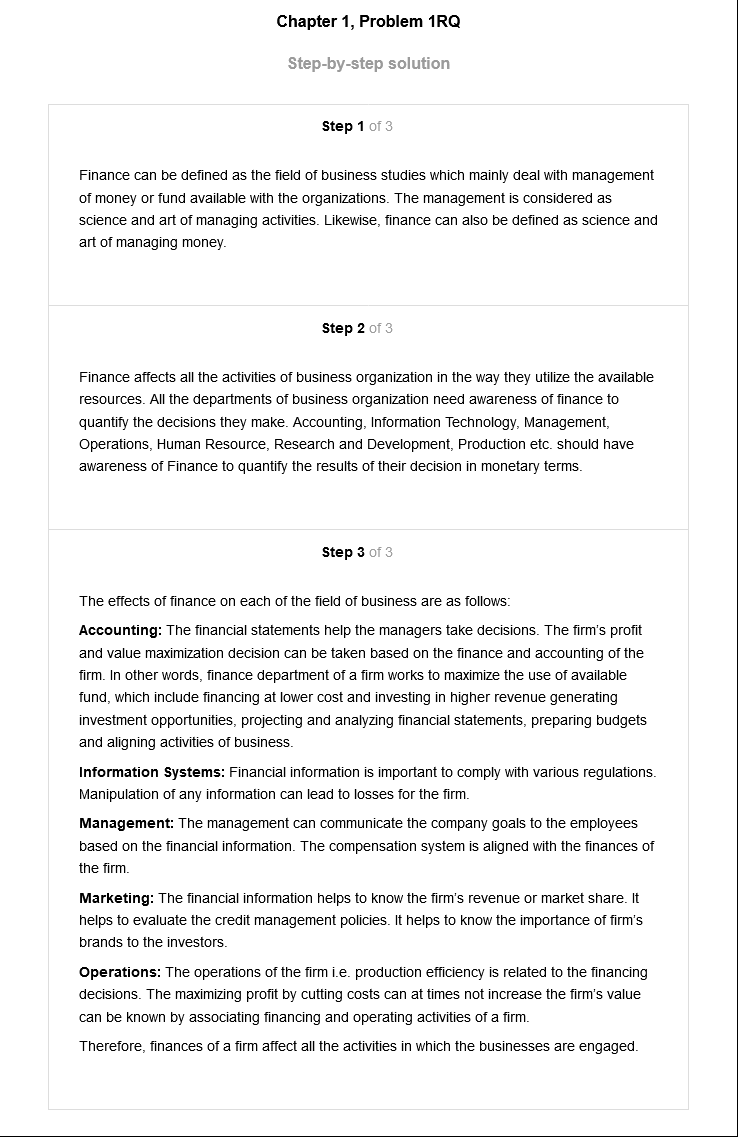 Chapter 1, Problem 1RQ
Step-by-step solution
Step 1 of 3
Finance can be defined as the field of business studies which mainly deal with management
of money or fund available with the organizations. The management is considered as
science and art of managing activities. Likewise, finance can also be defined as science and
art of managing money.
Step 2 of 3
Finance affects all the activities of business organization in the way they utilize the available
resources. All the departments of business organization need awareness of finance to
quantify the decisions they make. Accounting, Information Technology, Management,
Operations, Human Resource, Research and Development, Production etc. should have
awareness of Finance to quantify the results of their decision in monetary terms.
Step 3 of 3
The effects of finance on each of the field of business are as follows:
Accounting: The financial statements help the managers take decisions. The firm's profit
and value maximization decision can be taken based on the finance and accounting of the
firm. In other words, finance department of a firm works to maximize the use of available
fund, which include financing at lower cost and investing in higher revenue generating
investment opportunities, projecting and analyzing financial statements, preparing budgets
and aligning activities of business.
Information Systems: Financial information is important to comply with various regulations.
Manipulation of any information can lead to losses for the firm.
Management: The management can communicate the company goals to the employees
based on the financial information. The compensation system is aligned with the finances of
the firm.
Marketing: The financial information helps to know the firm's revenue or market share. It
helps to evaluate the credit management policies. It helps to know the importance of firm's
brands to the investors.
Operations: The operations of the firm i.e. production efficiency is related to the financing
decisions. The maximizing profit by cutting costs can at times not increase the firm's value
can be known by associating financing and operating activities of a firm.
Therefore, finances of a firm affect all the activities in which the businesses are engaged.